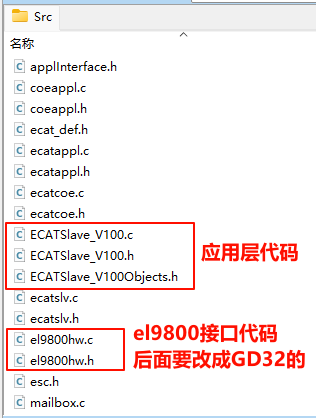 Src
名称
applInterface.h
coeappl.c
coeappl.h
ecat_def.h
ecatappl.c
ecatappl.h
ecatcoe.c
ecatcoe.h
ECATSlave_V100.c
ECATSlave_V100.h
ECATSlave_V100Objects.h
应用层代码
ecatslv.c
ecatslv.h
el9800hw.c
el9800hw.h
el9800接口代码
后面要改成GD32的
esc.h
mailbox.c